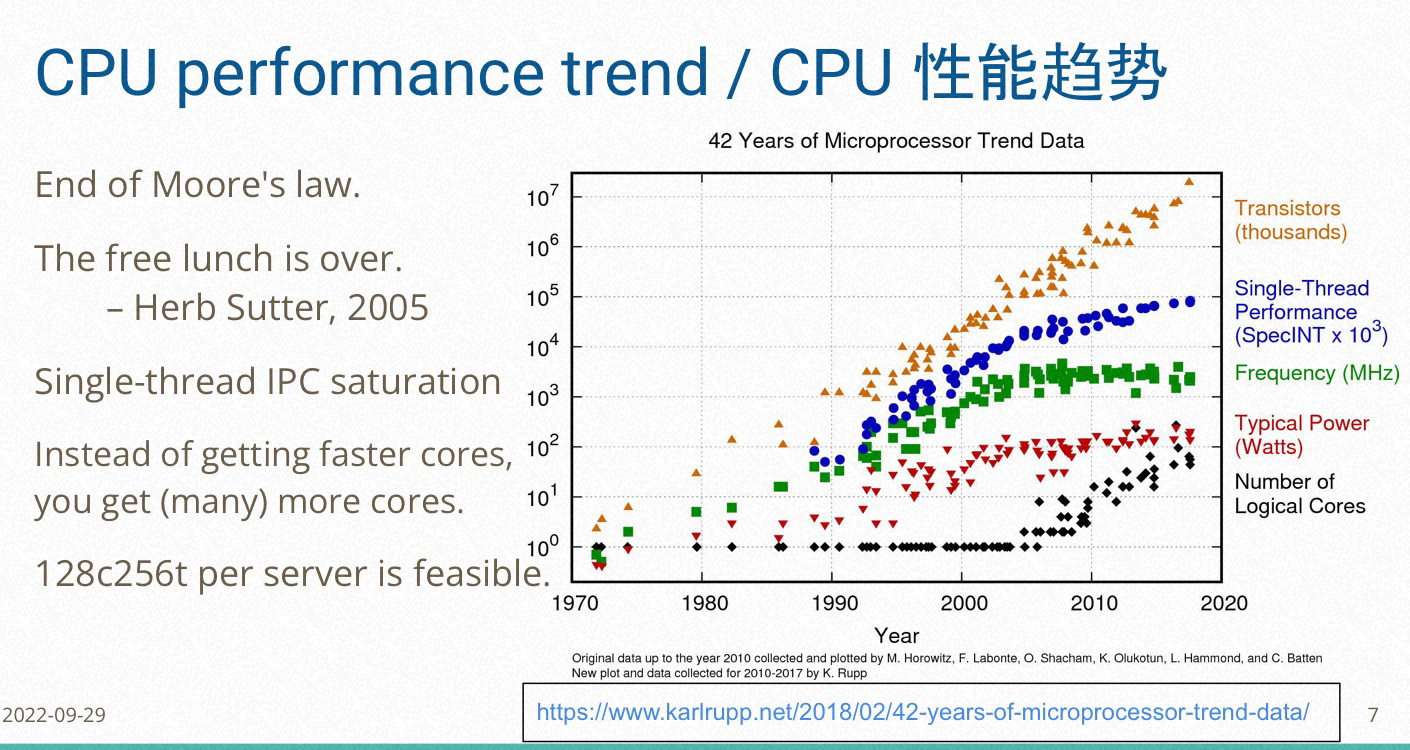 CPU performance trend / CPU 性能趋势
End of Moore's law.
The free lunch is over.
– Herb Sutter, 2005
Single-thread IPC saturation
Instead of getting faster cores,
you get (many) more cores.
128c256t per server is feasible.
42 Years of Microprocessor Trend Data
10^7
10^6
10^5
10^4
10^3
10^2
10^1
10^0
1970 1980 1990 2000 2010 2020
Year
Transistors
(thousands)
Single-Thread
Performance
(SpecINT x 10^3)
Frequency (MHz)
Typical Power
(Watts)
Number of
Logical Cores
Original data up to the year 2010 collected and plotted by M. Horowitz, F. Labonte, O. Shacham, K. Olukotun, L. Hammond, and C. Batten
New plot and data collected for 2010-2017 by K. Rupp
https://www.karlrupp.net/2018/02/42-years-of-microprocessor-trend-data/
2022-09-29
7